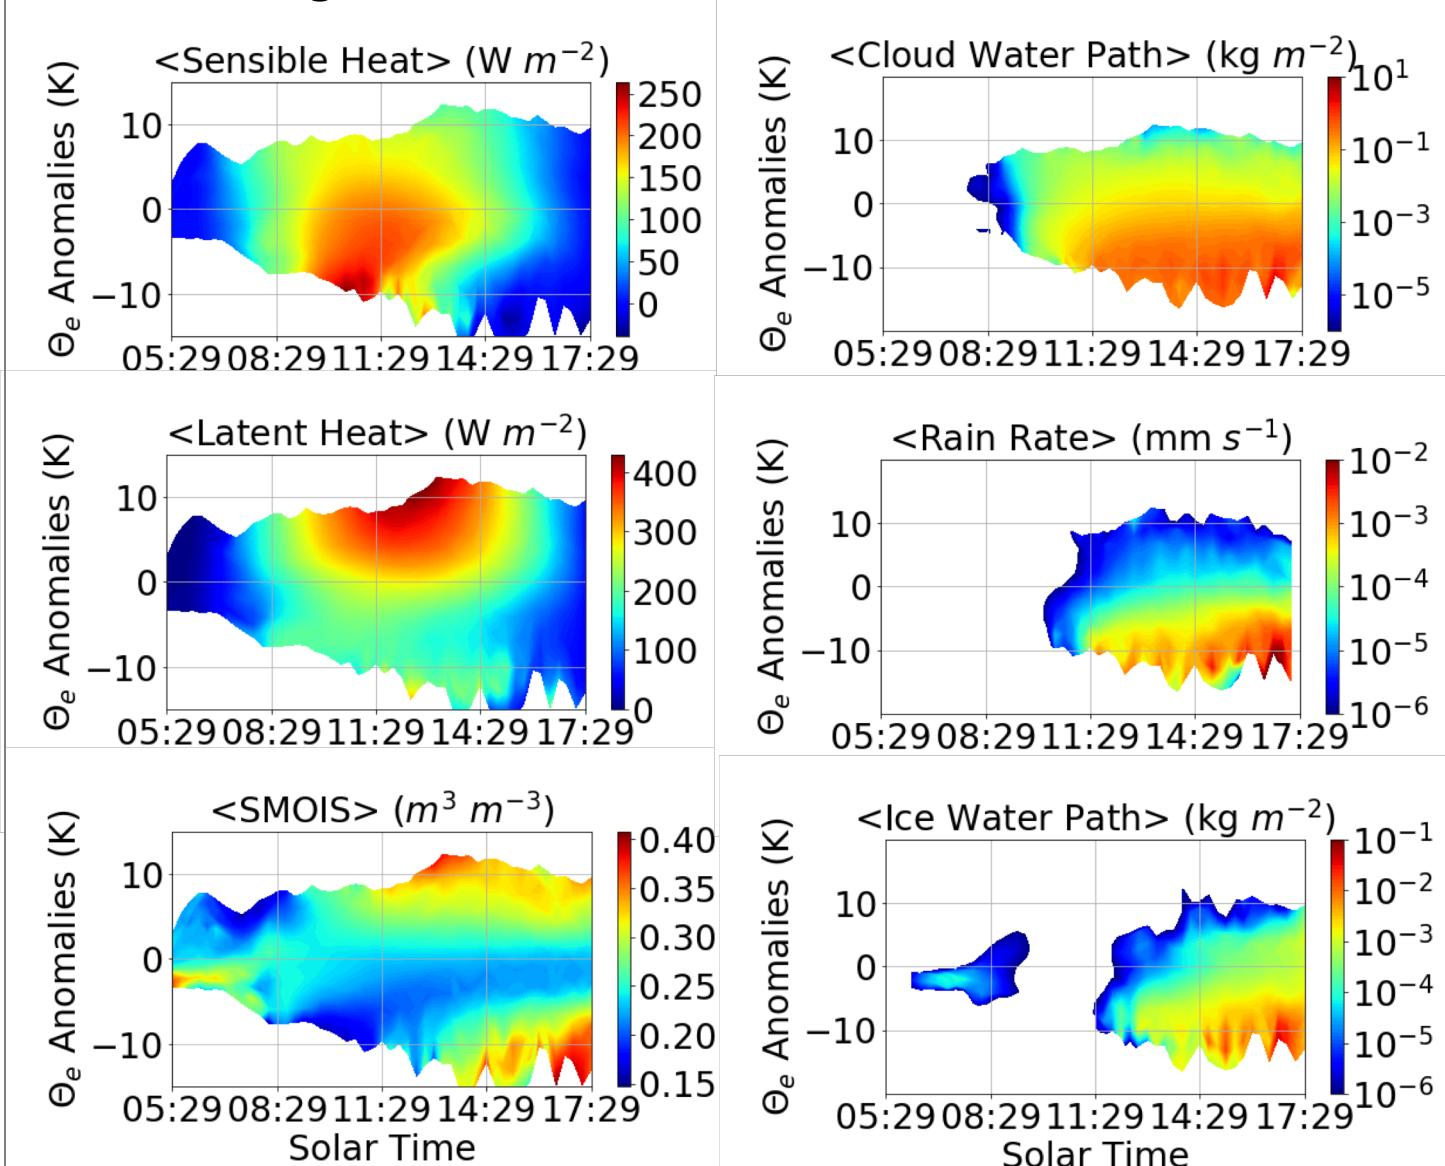 <Sensible Heat> (W m⁻²)
Θe Anomalies (K)
10
0
−10
05:29 08:29 11:29 14:29 17:29
250
200
150
100
50
0
<Cloud Water Path> (kg m⁻²)
Θe Anomalies (K)
10
0
−10
05:29 08:29 11:29 14:29 17:29
10¹
10⁻¹
10⁻³
10⁻⁵
<Latent Heat> (W m⁻²)
Θe Anomalies (K)
10
0
−10
05:29 08:29 11:29 14:29 17:29
400
300
200
100
0
<Rain Rate> (mm s⁻¹)
Θe Anomalies (K)
10
0
−10
05:29 08:29 11:29 14:29 17:29
10⁻²
10⁻³
10⁻⁴
10⁻⁵
10⁻⁶
<SMOIS> (m³ m⁻³)
Θe Anomalies (K)
10
0
−10
05:29 08:29 11:29 14:29 17:29
Solar Time
0.40
0.35
0.30
0.25
0.20
0.15
<Ice Water Path> (kg m⁻²)
Θe Anomalies (K)
10
0
−10
05:29 08:29 11:29 14:29 17:29
Solar Time
10⁻¹
10⁻²
10⁻³
10⁻⁴
10⁻⁵
10⁻⁶